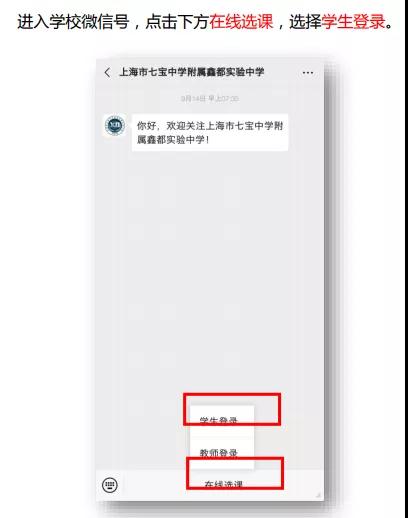 进入学校微信号，点击下方在线选课，选择学生登录。
上海市七宝中学附属鑫都实验中学
9月14日 早上07:35
你好，欢迎关注上海市七宝中学附
属鑫都实验中学！
学生登录
教师登录
在线选课